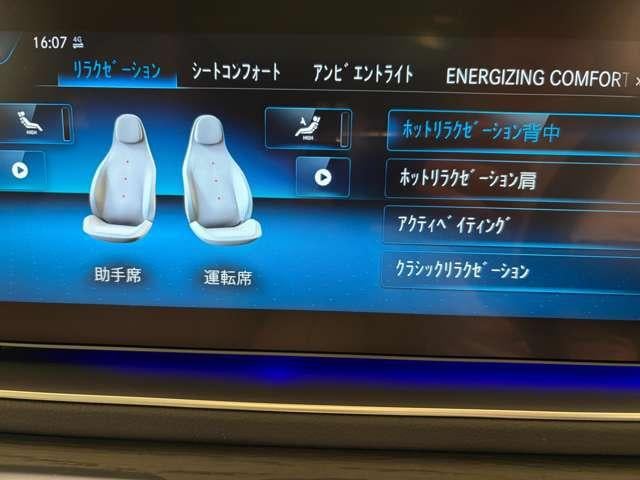 16:07 4G
ﾘﾗｸｾﾞｰｼｮﾝ
ｼｰﾄｺﾝﾌｫｰﾄ
ｱﾝﾋﾞｴﾝﾄﾗｲﾄ
ENERGIZING COMFORT
HIGH
HIGH
ﾎｯﾄﾘﾗｸｾﾞｰｼｮﾝ背中
ﾎｯﾄﾘﾗｸｾﾞｰｼｮﾝ肩
ｱｸﾃｨﾍﾞｲﾃｨﾝｸﾞ
ｸﾗｼｯｸﾘﾗｸｾﾞｰｼｮﾝ
助手席
運転席